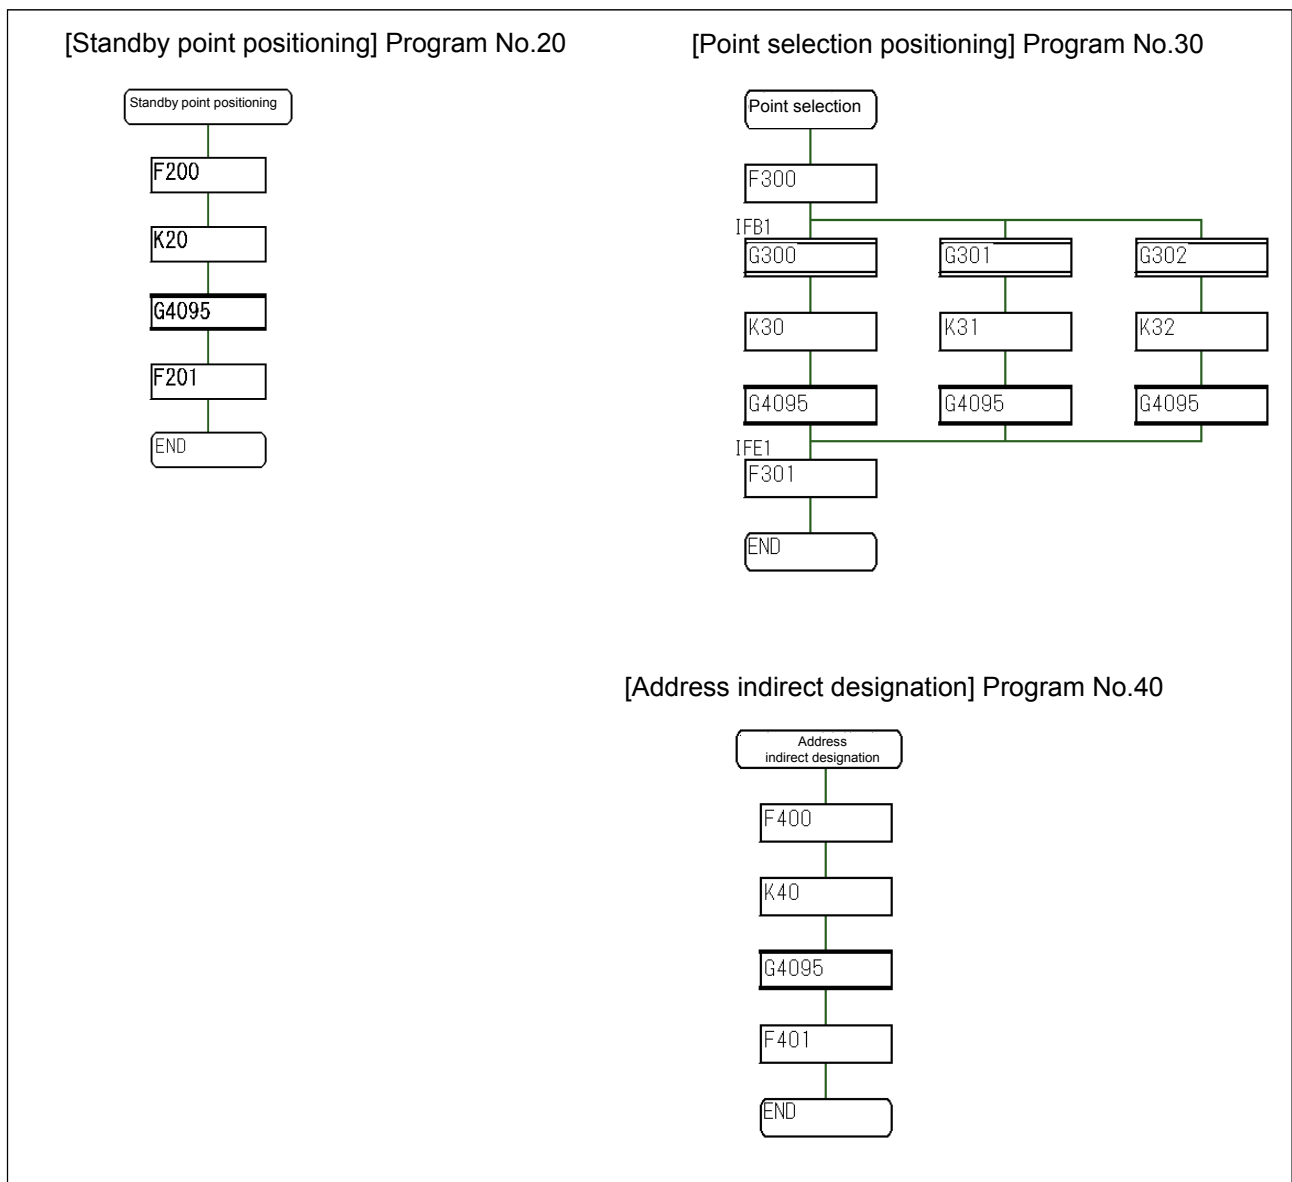 [Standby point positioning] Program No.20
Standby point positioning
F200
K20
G4095
F201
END
[Point selection positioning] Program No.30
Point selection
F300
IFB1
G300 G301 G302
K30 K31 K32
G4095 G4095 G4095
IFE1
F301
END
[Address indirect designation] Program No.40
Address
indirect designation
F400
K40
G4095
F401
END